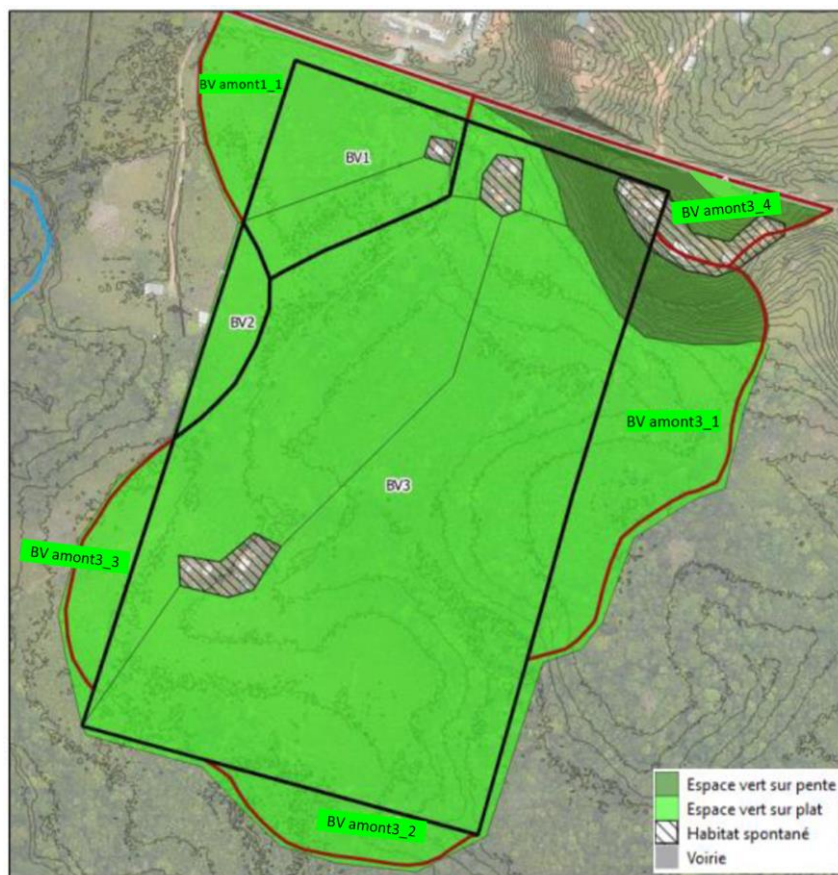 BV amont1_1
BV1
BV amont3_4
BV2
BV amont3_1
BV3
BV amont3_3
BV amont3_2
Espace vert sur pente
Espace vert sur plat
Habitat spontané
Voirie